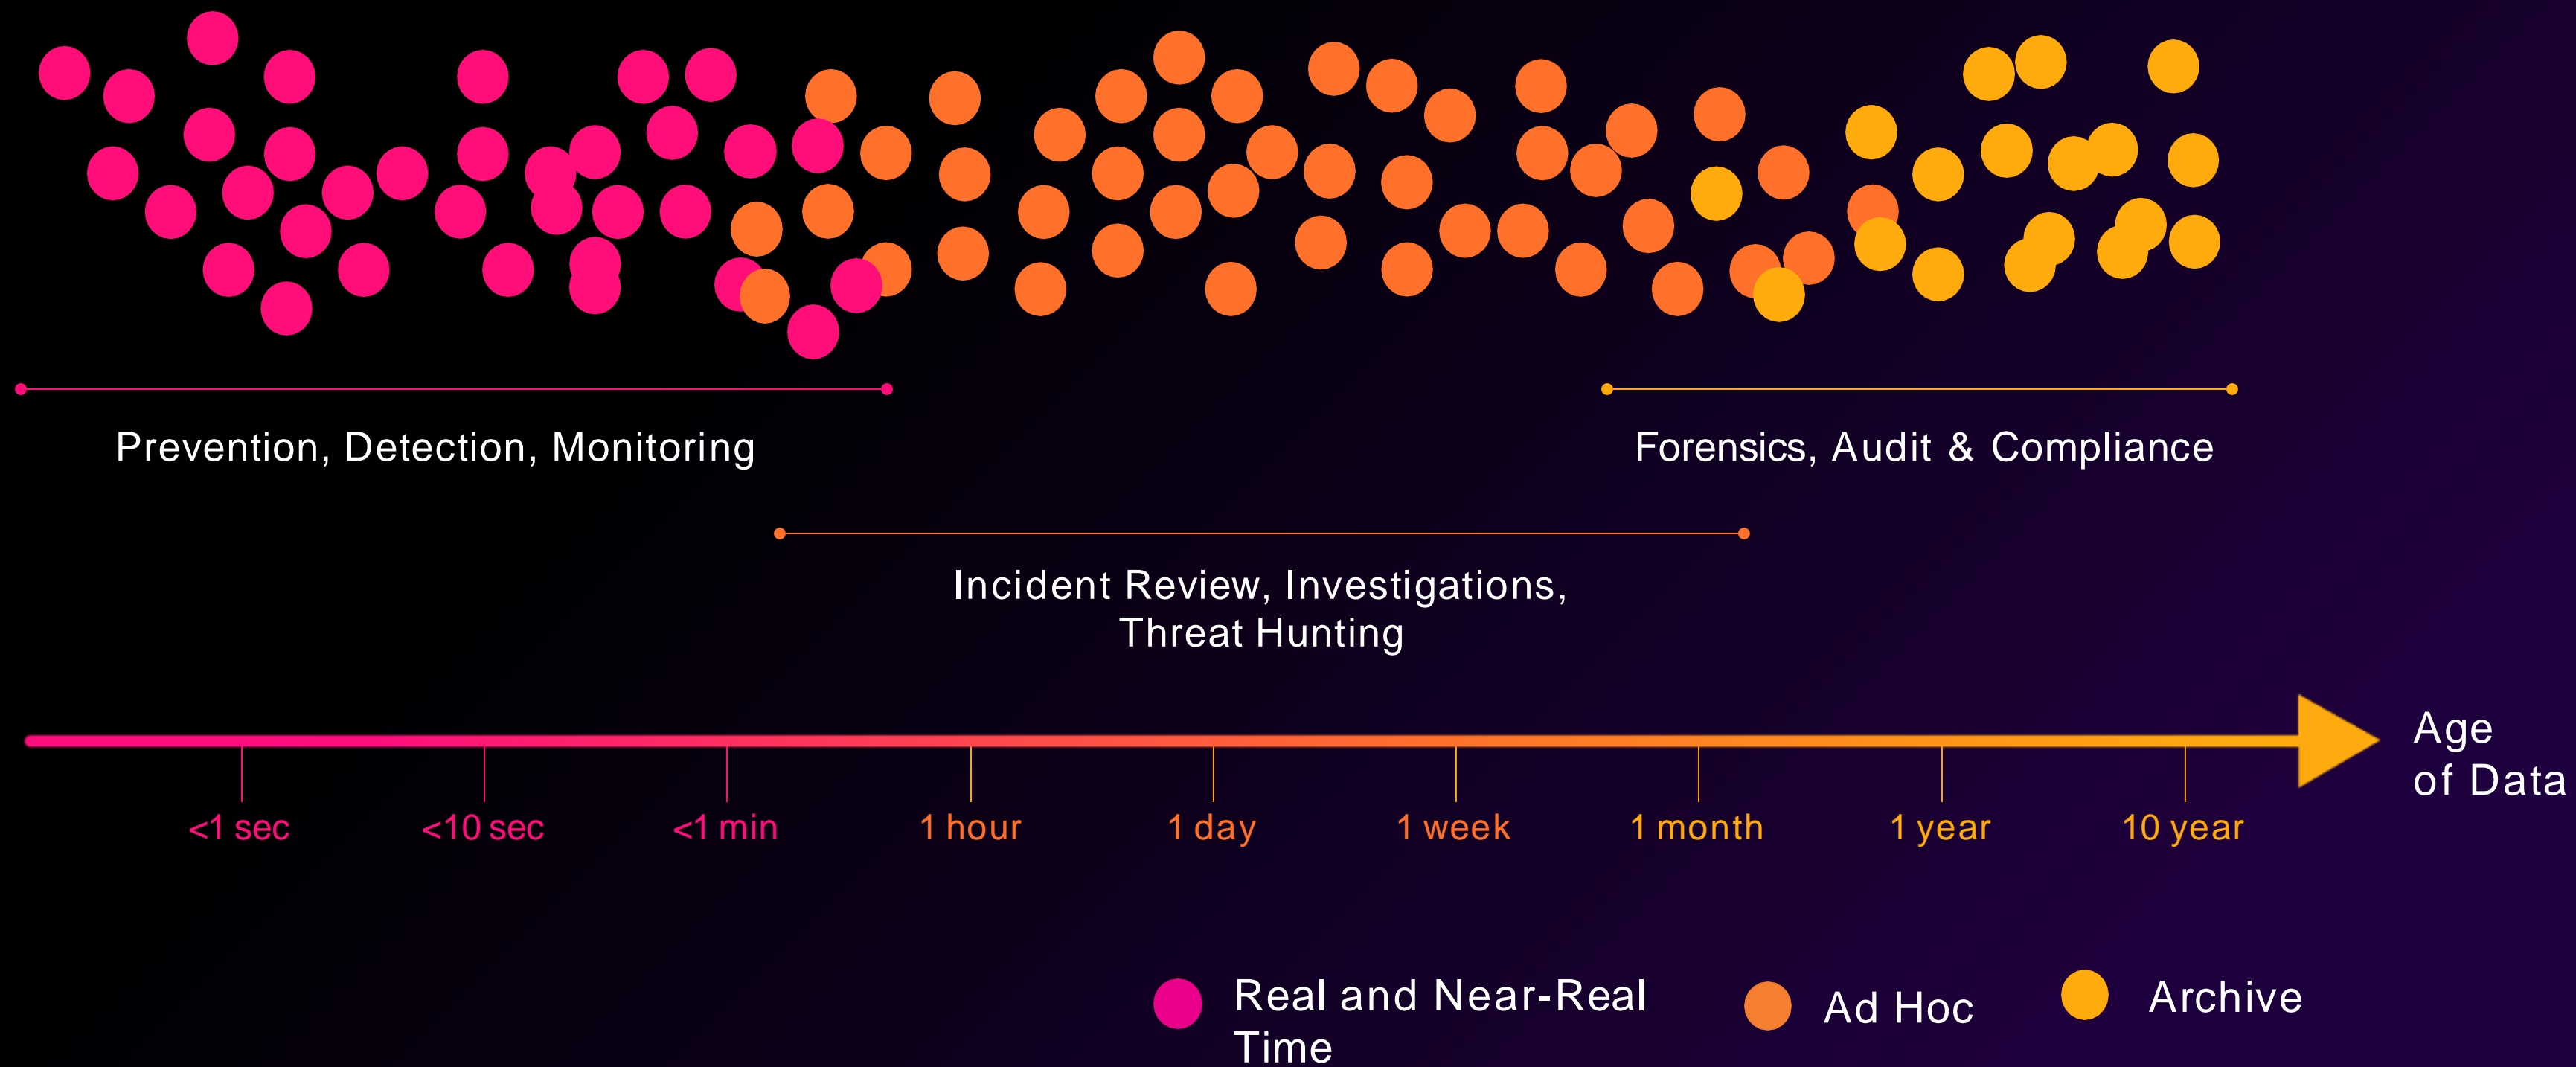 Prevention, Detection, Monitoring
Forensics, Audit & Compliance
Incident Review, Investigations,
Threat Hunting
Age
of Data
<1 sec
<10 sec
<1 min
1 hour
1 day
1 week
1 month
1 year
10 year
Real and Near-Real
Time
Ad Hoc
Archive